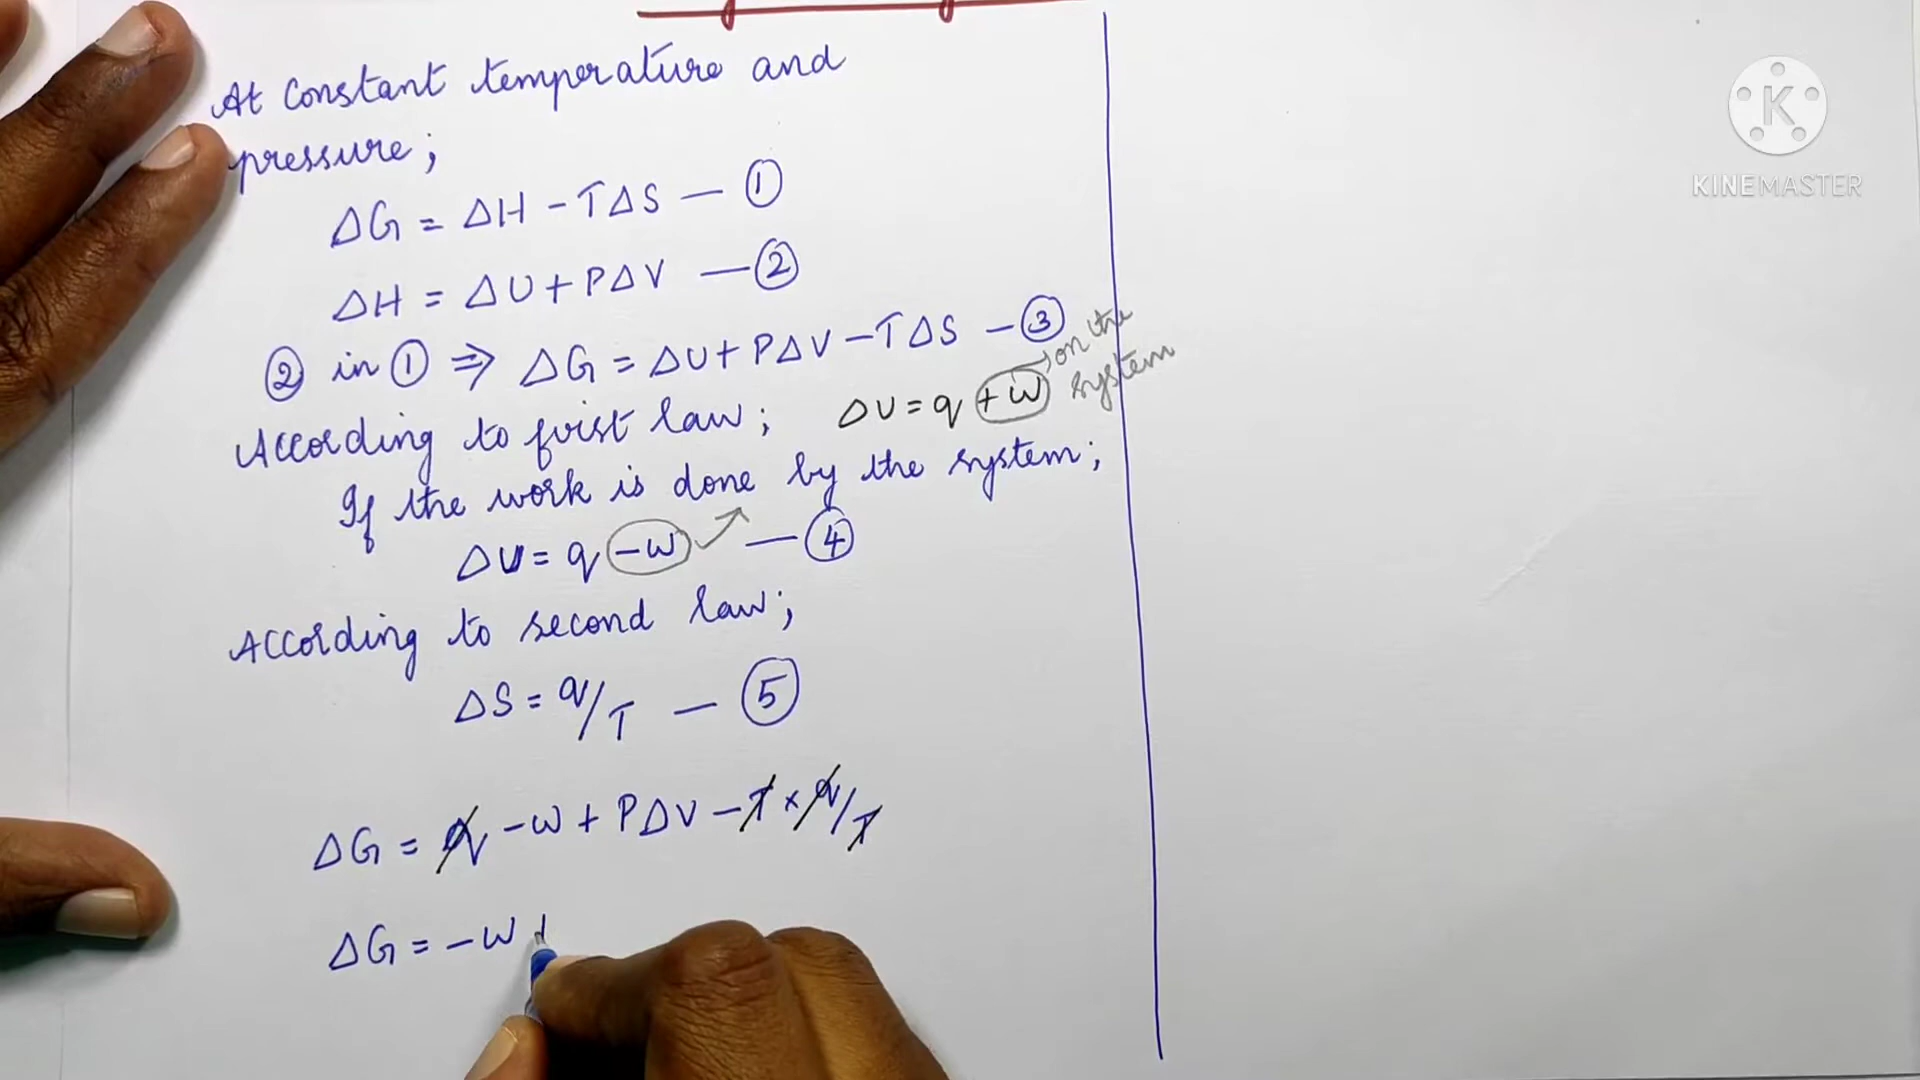 At constant temperature and
pressure;
ΔG = ΔH - TΔS — ①
ΔH = ΔU + PΔV — ②
② in ① ⇒ ΔG = ΔU + PΔV - TΔS — ③
According to first law; ΔU = q + w → on the system
If the work is done by the system;
ΔU = q - w — ④
According to second law;
ΔS = q/T — ⑤
ΔG = q - w + PΔV - T × q/T
ΔG = - w +
K
KINEMASTER